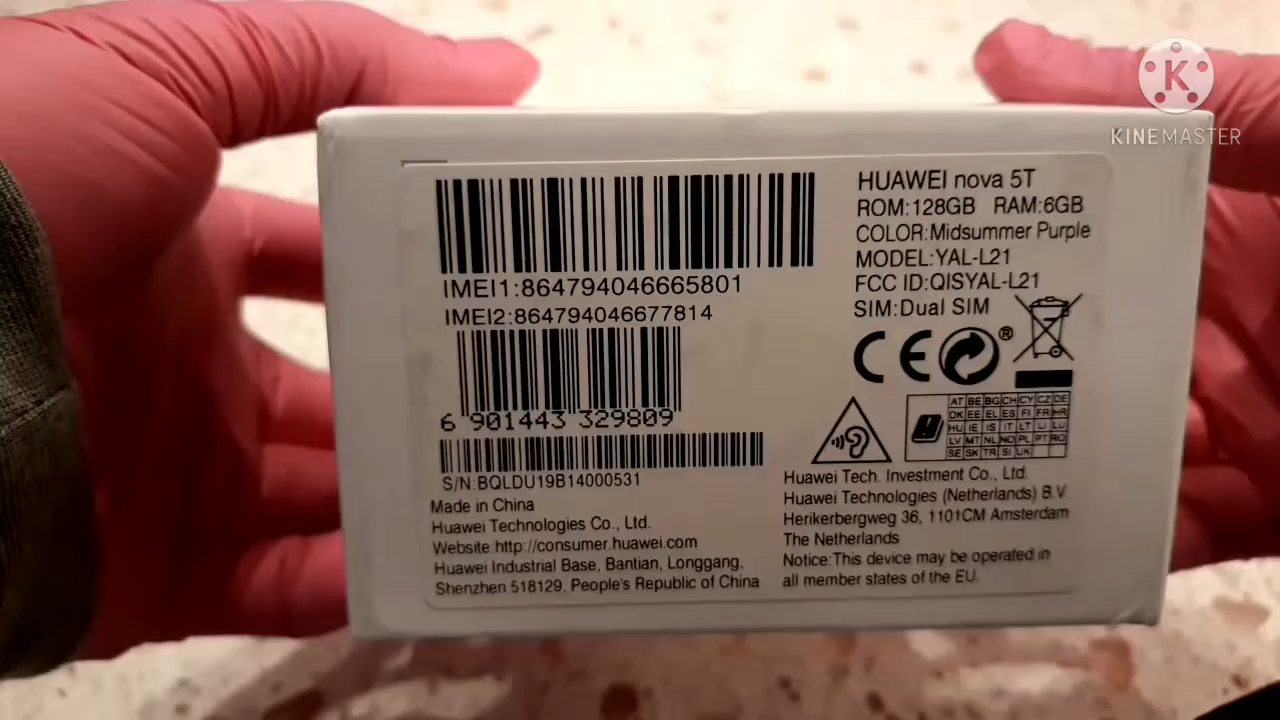 K
KINEMASTER
IMEI1:864794046665801
IMEI2:864794046677814
6 901443 329809
S/N:BQLDU19B14000531
Made in China
Huawei Technologies Co., Ltd.
Website:http://consumer.huawei.com
Huawei Industrial Base, Bantian, Longgang,
Shenzhen 518129, People's Republic of China
HUAWEI nova 5T
ROM:128GB RAM:6GB
COLOR:Midsummer Purple
MODEL:YAL-L21
FCC ID:QISYAL-L21
SIM:Dual SIM
CE ®
AT BE BG CH CY CZ DE
DK EE EL ES FI FR HR
HU IE IS IT LT LI LU
LV MT NL NO PL PT RO
SE SK TR SI UK
Huawei Tech. Investment Co., Ltd.
Huawei Technologies (Netherlands) B.V.
Herikerbergweg 36, 1101CM Amsterdam
The Netherlands
Notice:This device may be operated in
all member states of the EU.